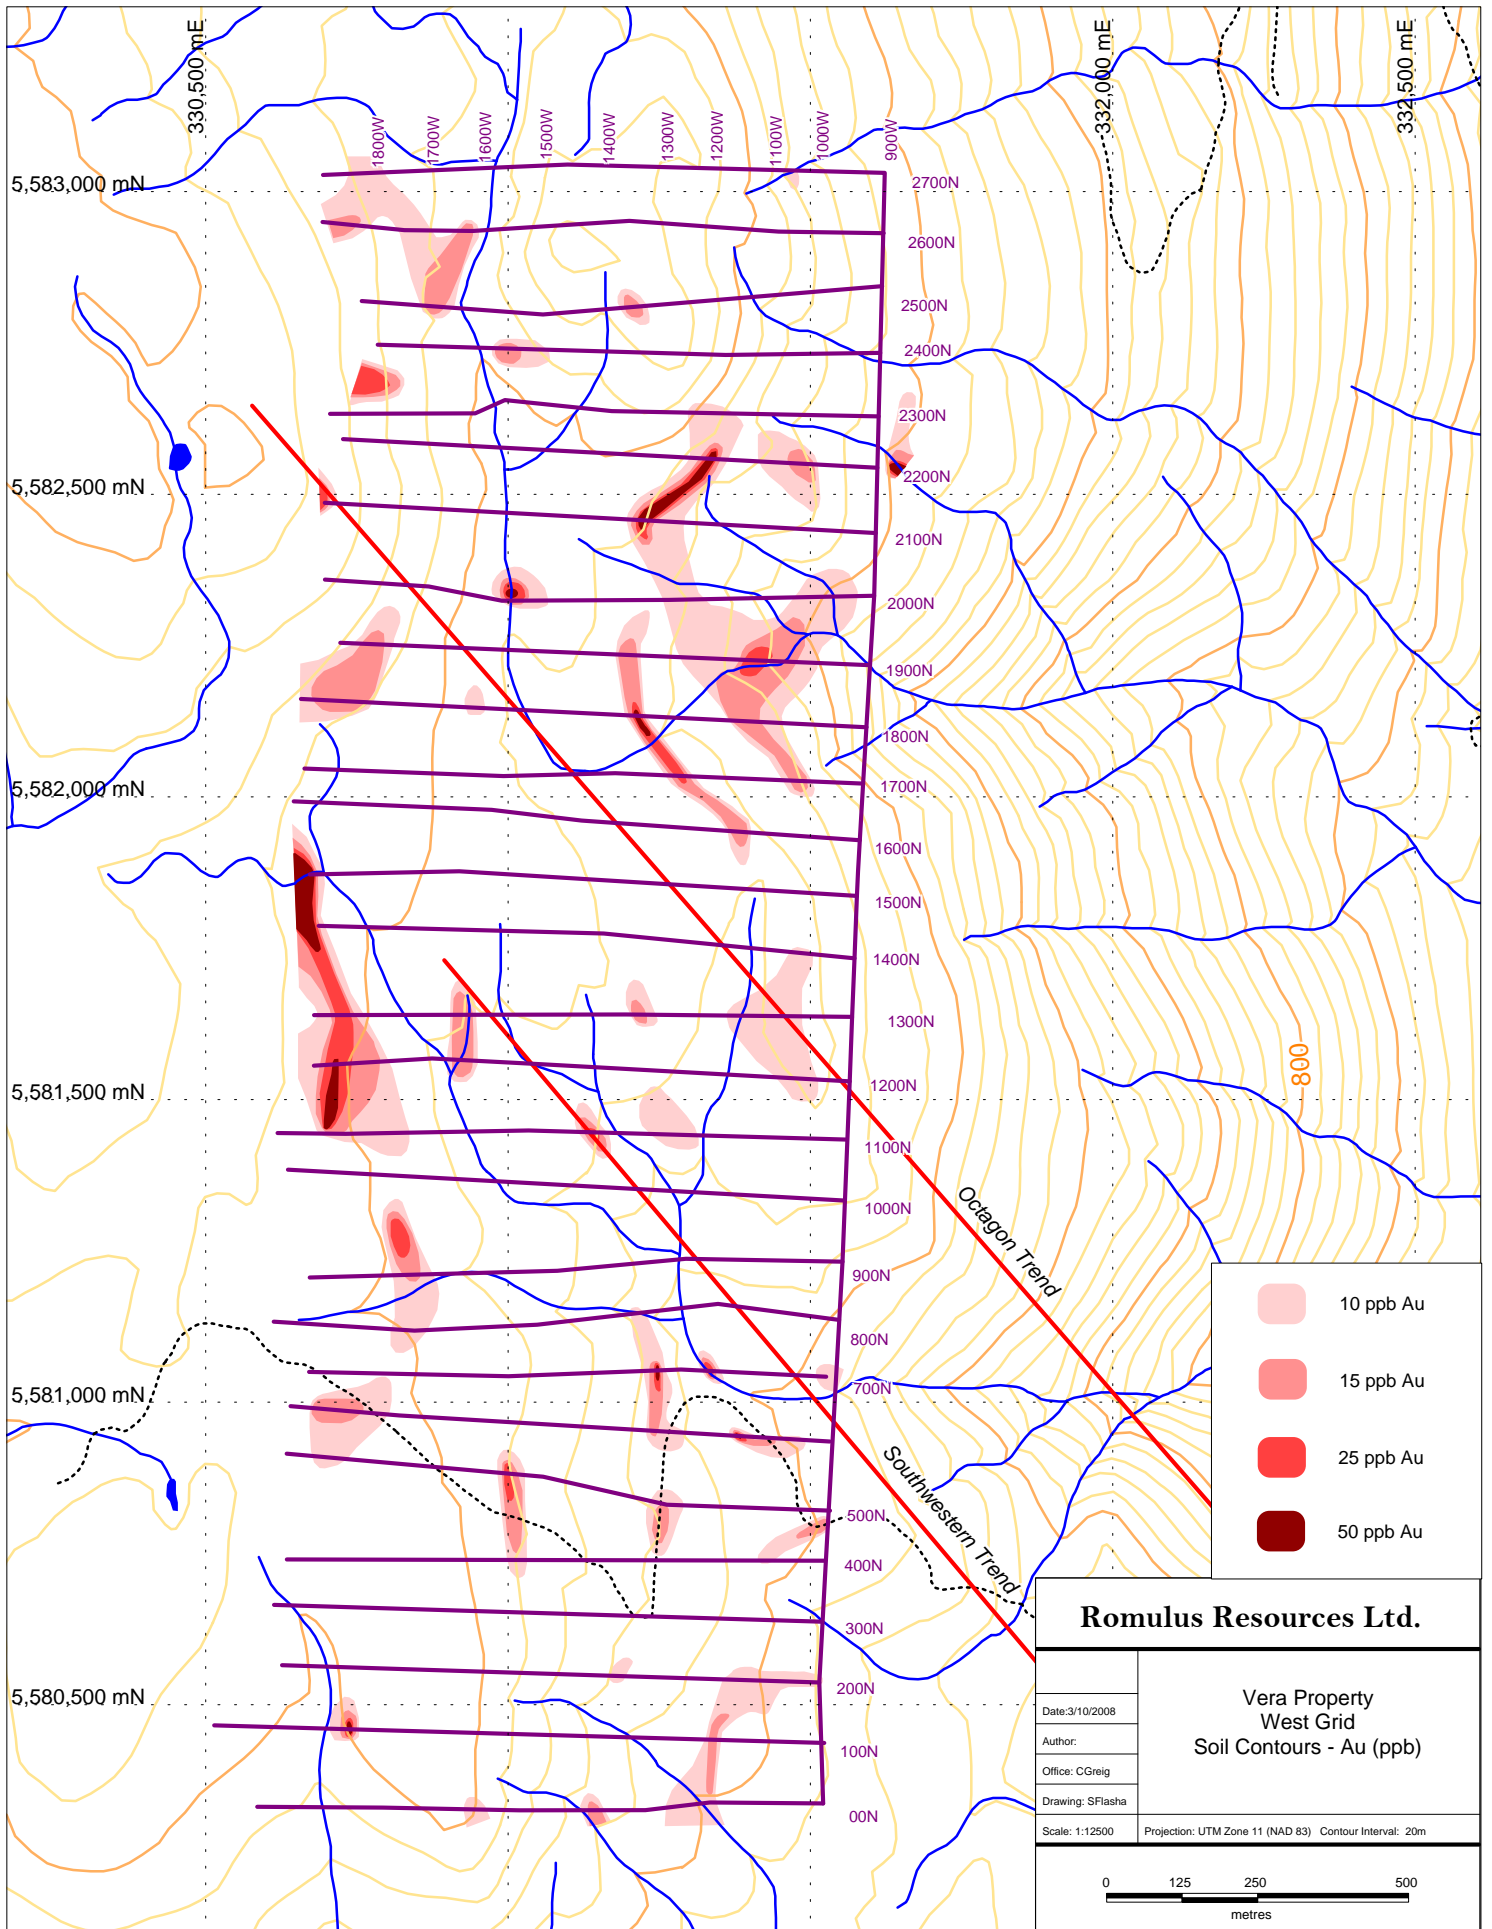 330,500 mE
332,000 mE
332,500 mE
1800W
1700W
1600W
1500W
1400W
1300W
1200W
1100W
1000W
900W
5,583,000 mN
2700N
2600N
2500N
2400N
2300N
2200N
5,582,500 mN
2100N
2000N
1900N
1800N
1700N
5,582,000 mN
1600N
1500N
1400N
1300N
800
1200N
5,581,500 mN
1100N
1000N
Octagon Trend
900N
800N
700N
5,581,000 mN
Southwestern Trend
500N
400N
300N
200N
5,580,500 mN
100N
00N
10 ppb Au
15 ppb Au
25 ppb Au
50 ppb Au
Romulus Resources Ltd.
Vera Property
West Grid
Soil Contours - Au (ppb)
Date:3/10/2008
Author:
Office: CGreig
Drawing: SFlasha
Scale: 1:12500
Projection: UTM Zone 11 (NAD 83) Contour Interval: 20m
0 125 250 500
metres